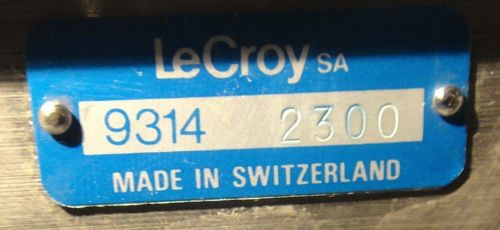 LeCroy SA
9314 2300
MADE IN SWITZERLAND